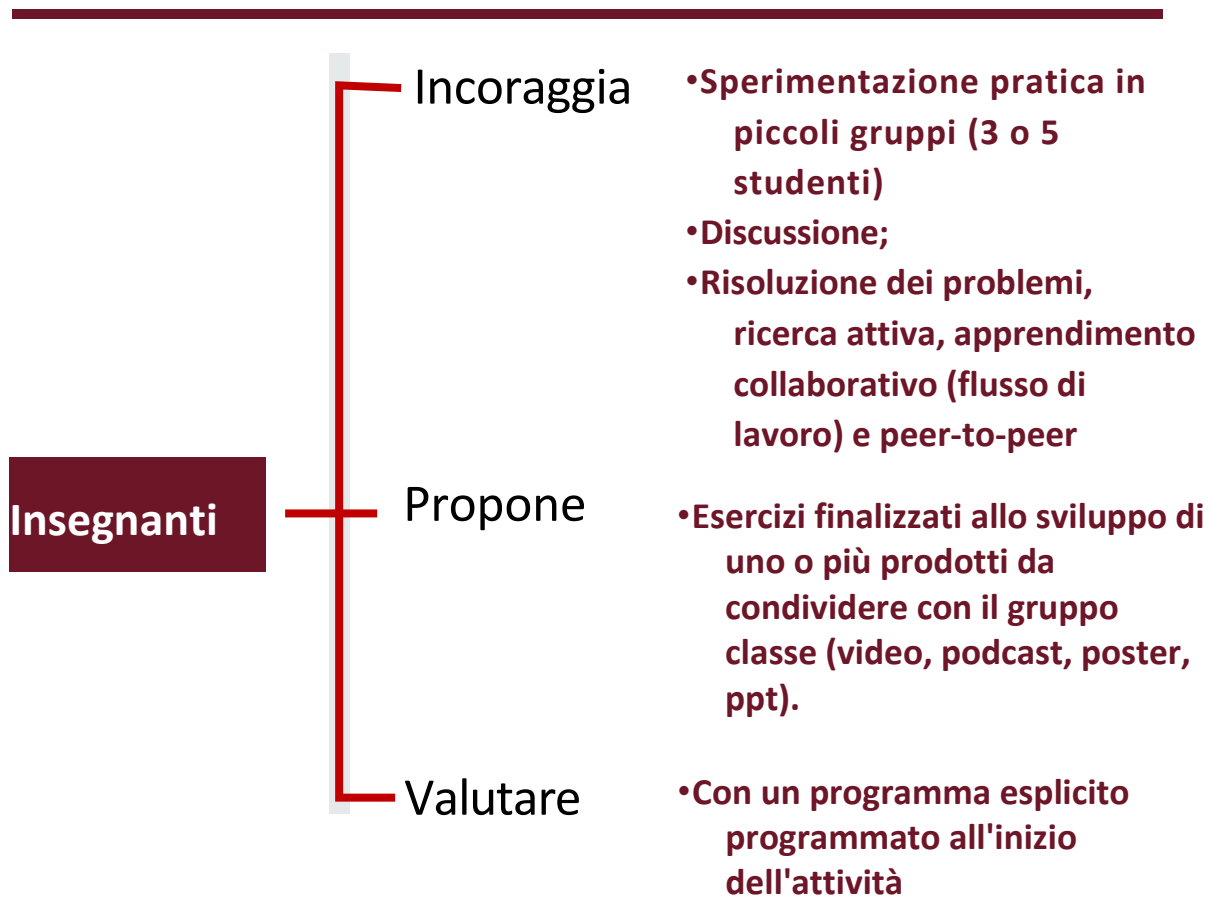 Incoraggia
•Sperimentazione pratica in
piccoli gruppi (3 o 5
studenti)
•Discussione;
•Risoluzione dei problemi,
ricerca attiva, apprendimento
collaborativo (flusso di
lavoro) e peer-to-peer
Insegnanti
Propone
•Esercizi finalizzati allo sviluppo di
uno o più prodotti da
condividere con il gruppo
classe (video, podcast, poster,
ppt).
Valutare
•Con un programma esplicito
programmato all'inizio
dell'attività